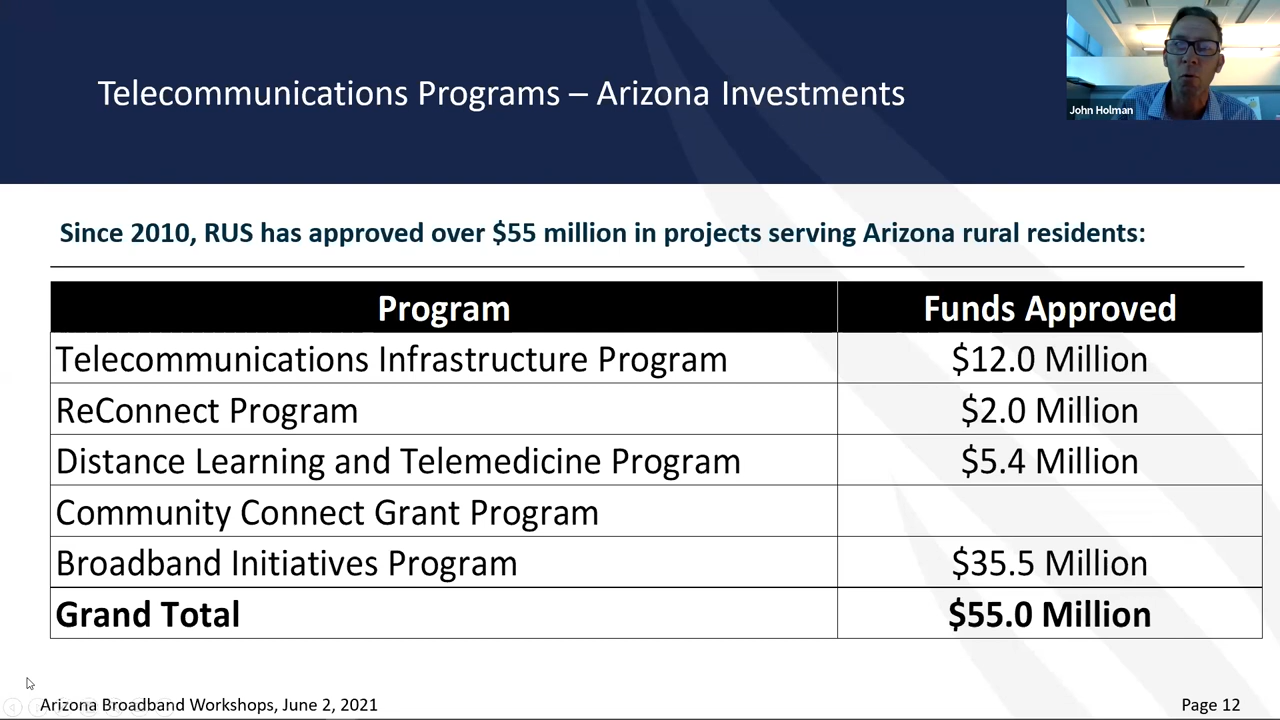 Telecommunications Programs – Arizona Investments
John Holman
Since 2010, RUS has approved over $55 million in projects serving Arizona rural residents:
Program Funds Approved
Telecommunications Infrastructure Program $12.0 Million
ReConnect Program $2.0 Million
Distance Learning and Telemedicine Program $5.4 Million
Community Connect Grant Program
Broadband Initiatives Program $35.5 Million
Grand Total $55.0 Million
Arizona Broadband Workshops, June 2, 2021 Page 12